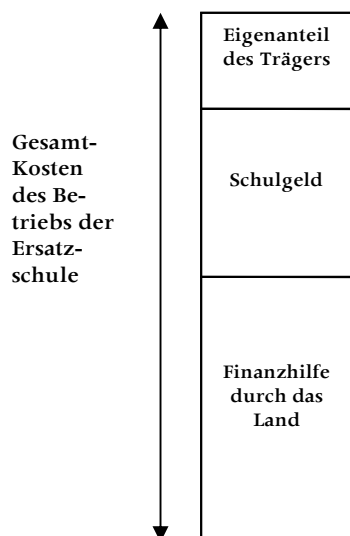 Gesamt-
Kosten
des Be-
triebs der
Ersatz-
schule
Eigenanteil
des Trägers
Schulgeld
Finanzhilfe
durch das
Land